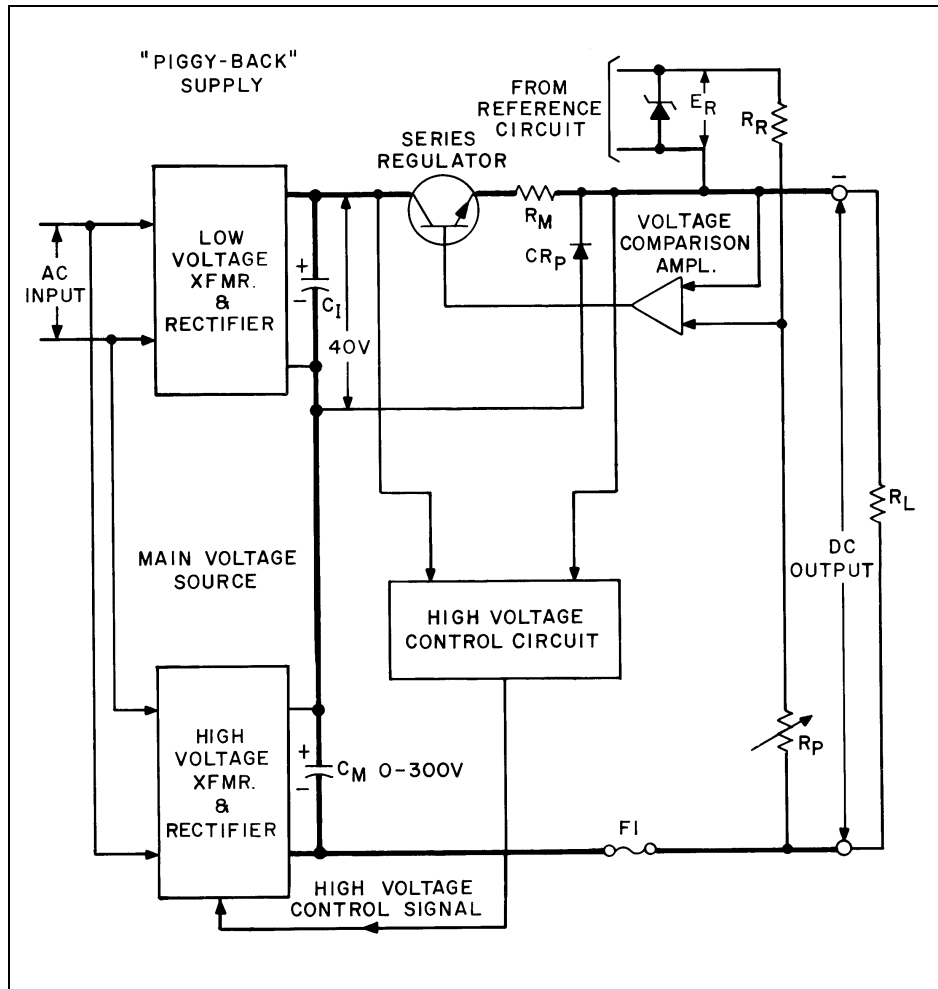 "PIGGY-BACK"
SUPPLY
FROM
REFERENCE
CIRCUIT
E_R
R_R
SERIES
REGULATOR
R_M
−
VOLTAGE
COMPARISON
AMPL.
CR_P
LOW
VOLTAGE
XFMR.
&
RECTIFIER
AC
INPUT
+
−
C_I
40V
R_L
MAIN VOLTAGE
SOURCE
DC
OUTPUT
HIGH VOLTAGE
CONTROL CIRCUIT
HIGH
VOLTAGE
XFMR.
&
RECTIFIER
+
−
C_M 0-300V
R_P
F1
HIGH VOLTAGE
CONTROL SIGNAL